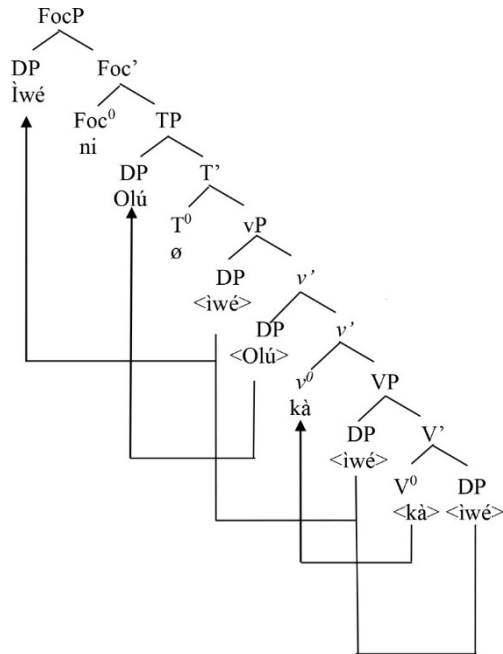 FocP
DP Foc’
Ìwé
Foc⁰ TP
ni
DP T’
Olú
T⁰ vP
ø
DP v’
<ìwé>
DP v’
<Olú>
v⁰ VP
kà
DP V’
<ìwé>
V⁰ DP
<kà> <ìwé>